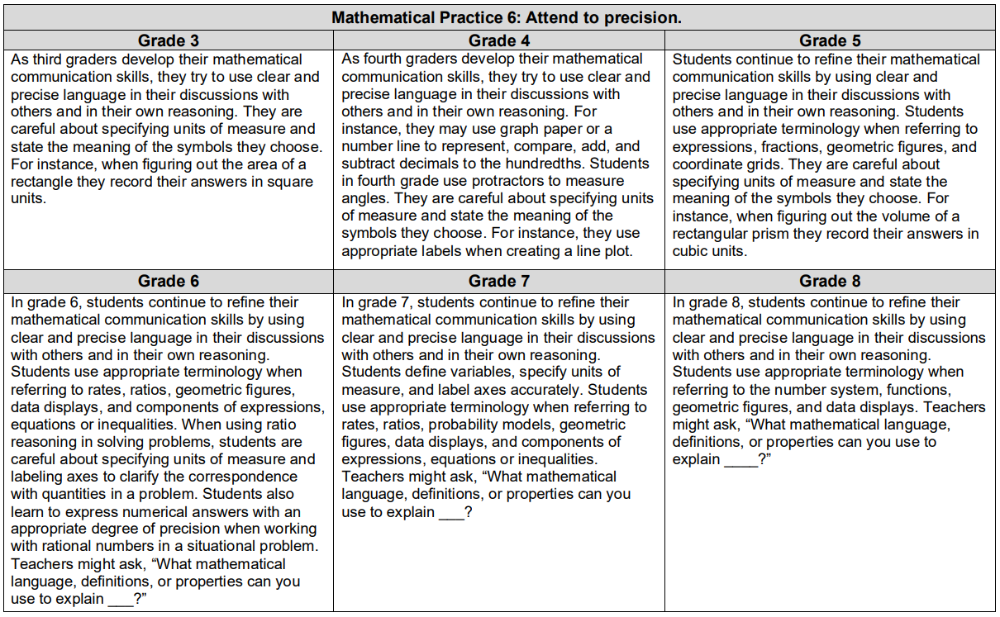 Mathematical Practice 6: Attend to precision.
Grade 3
As third graders develop their mathematical
communication skills, they try to use clear and
precise language in their discussions with
others and in their own reasoning. They are
careful about specifying units of measure and
state the meaning of the symbols they choose.
For instance, when figuring out the area of a
rectangle they record their answers in square
units.
Grade 4
As fourth graders develop their mathematical
communication skills, they try to use clear and
precise language in their discussions with
others and in their own reasoning. For
instance, they may use graph paper or a
number line to represent, compare, add, and
subtract decimals to the hundredths. Students
in fourth grade use protractors to measure
angles. They are careful about specifying units
of measure and state the meaning of the
symbols they choose. For instance, they use
appropriate labels when creating a line plot.
Grade 5
Students continue to refine their mathematical
communication skills by using clear and
precise language in their discussions with
others and in their own reasoning. Students
use appropriate terminology when referring to
expressions, fractions, geometric figures, and
coordinate grids. They are careful about
specifying units of measure and state the
meaning of the symbols they choose. For
instance, when figuring out the volume of a
rectangular prism they record their answers in
cubic units.
Grade 6
In grade 6, students continue to refine their
mathematical communication skills by using
clear and precise language in their discussions
with others and in their own reasoning.
Students use appropriate terminology when
referring to rates, ratios, geometric figures,
data displays, and components of expressions,
equations or inequalities. When using ratio
reasoning in solving problems, students are
careful about specifying units of measure and
labeling axes to clarify the correspondence
with quantities in a problem. Students also
learn to express numerical answers with an
appropriate degree of precision when working
with rational numbers in a situational problem.
Teachers might ask, “What mathematical
language, definitions, or properties can you
use to explain ___?”
Grade 7
In grade 7, students continue to refine their
mathematical communication skills by using
clear and precise language in their discussions
with others and in their own reasoning.
Students define variables, specify units of
measure, and label axes accurately. Students
use appropriate terminology when referring to
rates, ratios, probability models, geometric
figures, data displays, and components of
expressions, equations or inequalities.
Teachers might ask, “What mathematical
language, definitions, or properties can you
use to explain ___?
Grade 8
In grade 8, students continue to refine their
mathematical communication skills by using
clear and precise language in their discussions
with others and in their own reasoning.
Students use appropriate terminology when
referring to the number system, functions,
geometric figures, and data displays. Teachers
might ask, “What mathematical language,
definitions, or properties can you use to
explain ____?”